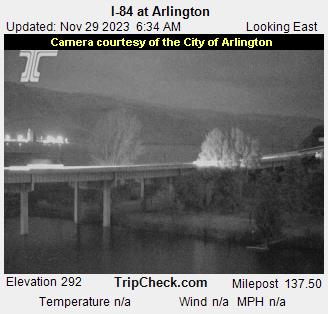 I-84 at Arlington
Updated: Nov 29 2023 6:34 AM Looking East
Camera courtesy of the City of Arlington
Elevation 292 TripCheck.com Milepost 137.50
Temperature n/a Wind n/a MPH n/a